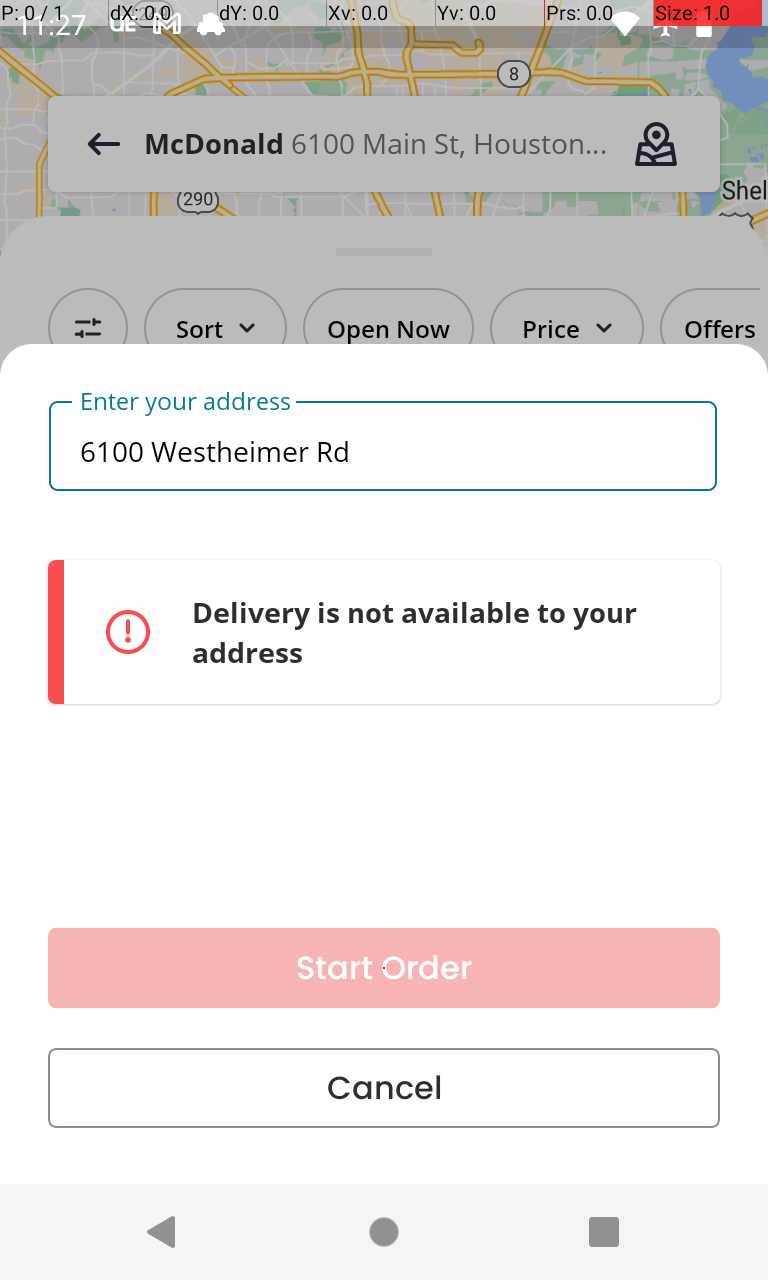 P: 0 / 1 dX: 0.0 dY: 0.0 Xv: 0.0 Yv: 0.0 Prs: 0.0 Size: 1.0
11:27
8
McDonald 6100 Main St, Houston...
290
Shel
Sort Open Now Price Offers
Enter your address
6100 Westheimer Rd
Delivery is not available to your
address
Start Order
Cancel